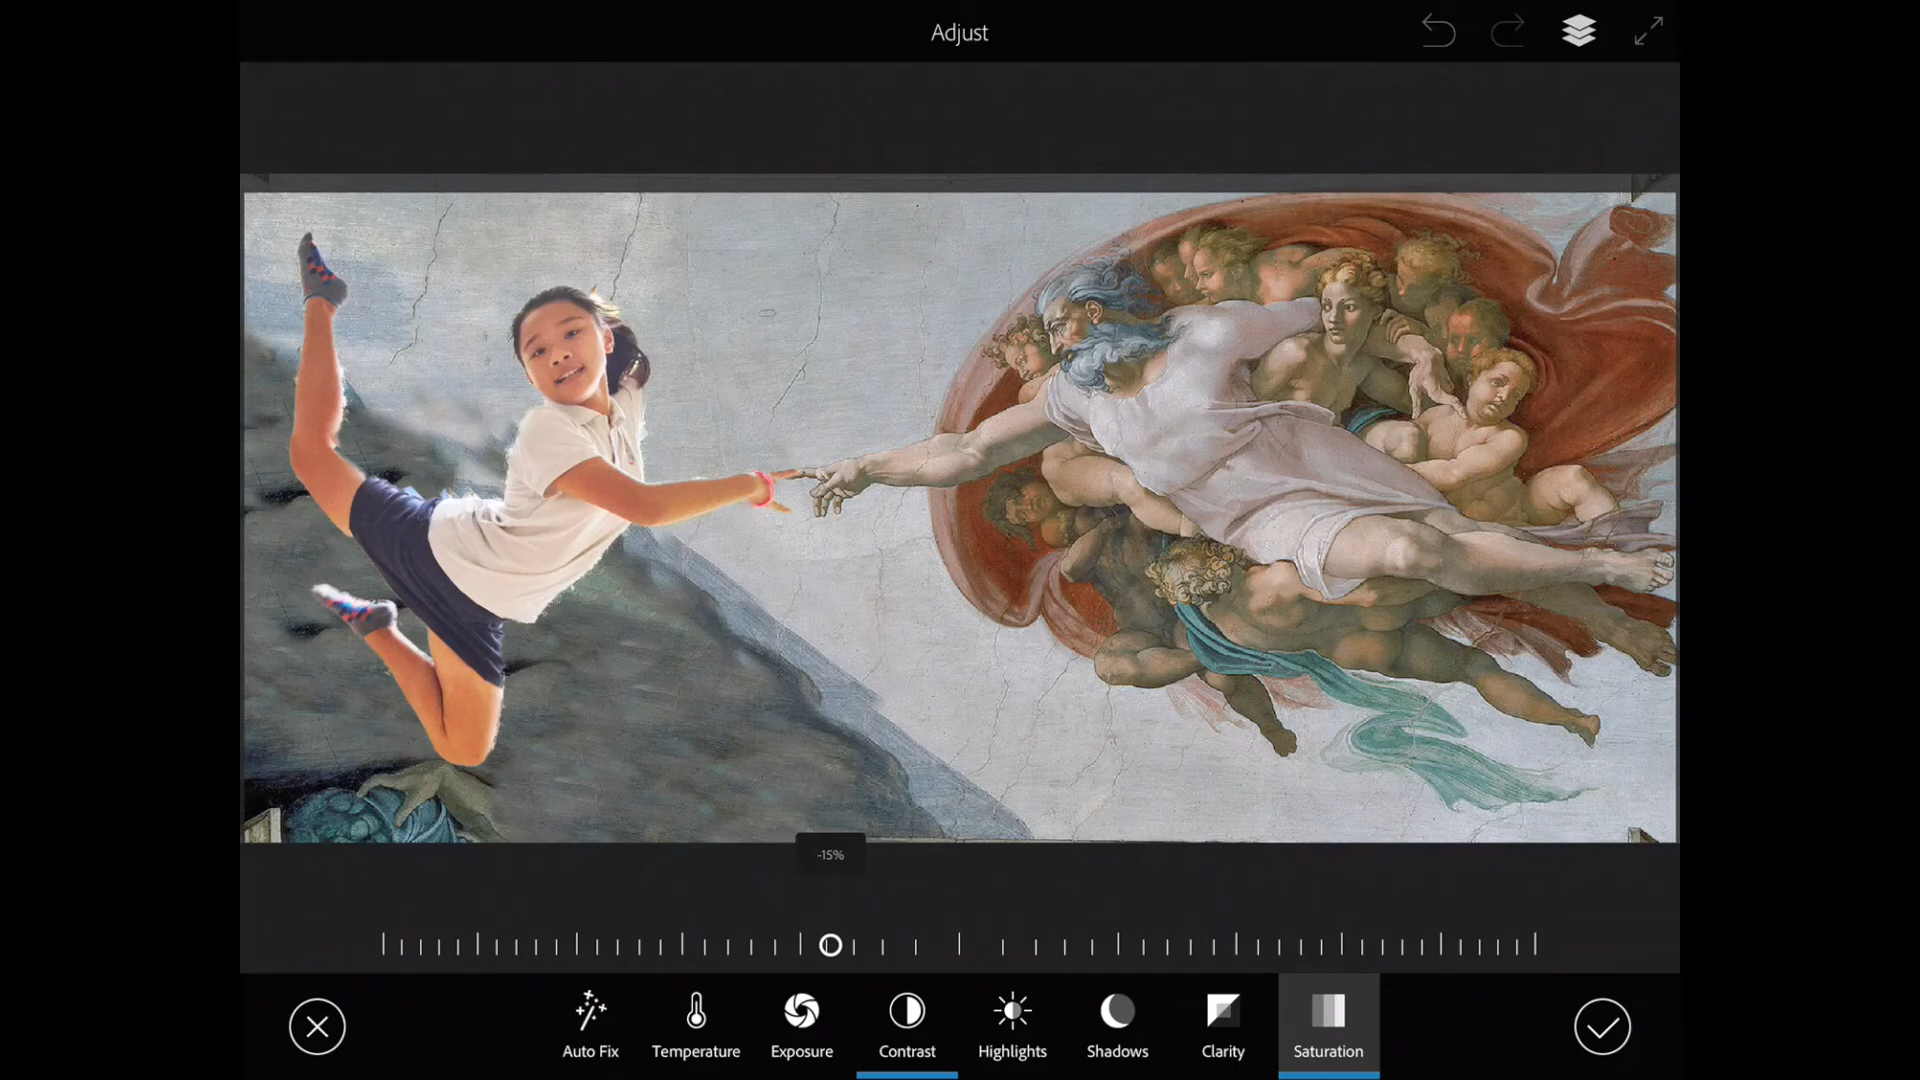 Adjust
-15%
Auto Fix
Temperature
Exposure
Contrast
Highlights
Shadows
Clarity
Saturation